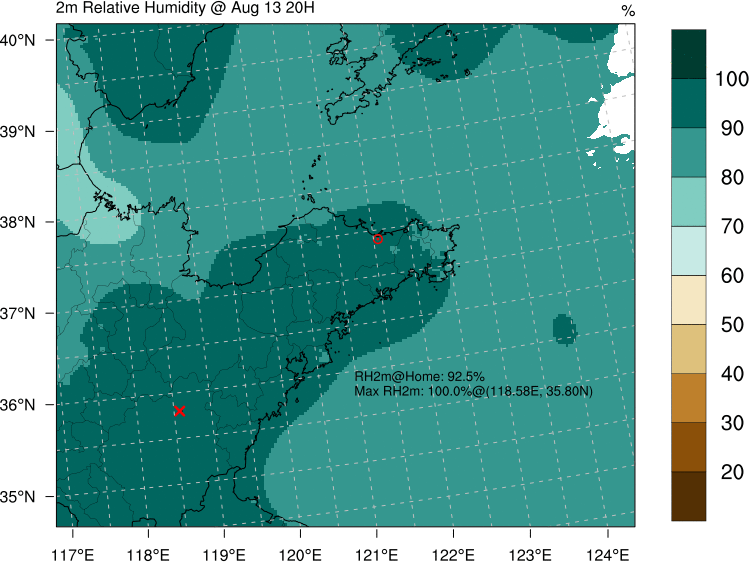 2m Relative Humidity @ Aug 13 20H
%
40°N
39°N
38°N
37°N
36°N
35°N
117°E
118°E
119°E
120°E
121°E
122°E
123°E
124°E
RH2m@Home: 92.5%
Max RH2m: 100.0%@(118.58E, 35.80N)
100
90
80
70
60
50
40
30
20